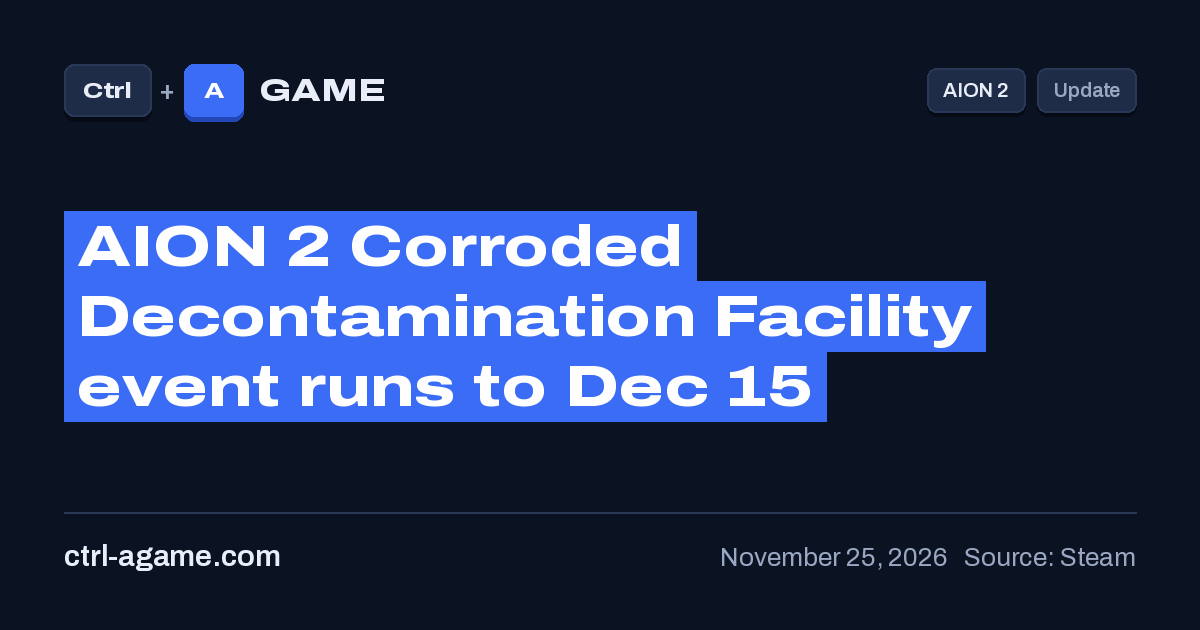 Ctrl + A GAME
AION 2 Update
AION 2 Corroded
Decontamination Facility
event runs to Dec 15
ctrl-agame.com
November 25, 2026 Source: Steam